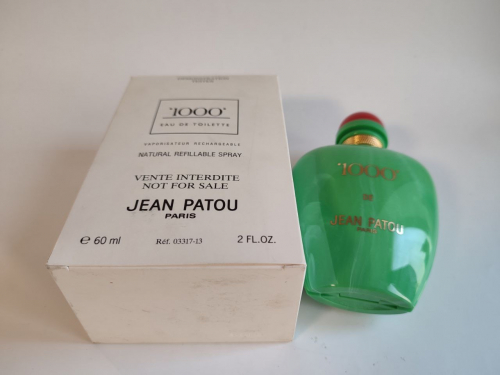 "1000"
EAU DE TOILETTE
VAPORISATEUR RECHARGEABLE
NATURAL REFILLABLE SPRAY
VENTE INTERDITE
NOT FOR SALE
JEAN PATOU
PARIS
e 60 ml
Réf. 03317-13
2 FL.OZ.
"1000"
DE
JEAN PATOU
PARIS